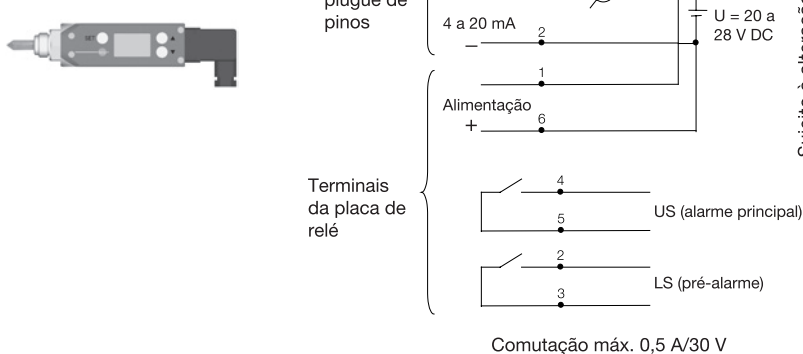 plugue de
pinos
4 a 20 mA
–
2
U = 20 a
28 V DC
1
Alimentação
+
6
Terminais
da placa de
relé
4
5
US (alarme principal)
2
3
LS (pré-alarme)
Comutação máx. 0,5 A/30 V
SET